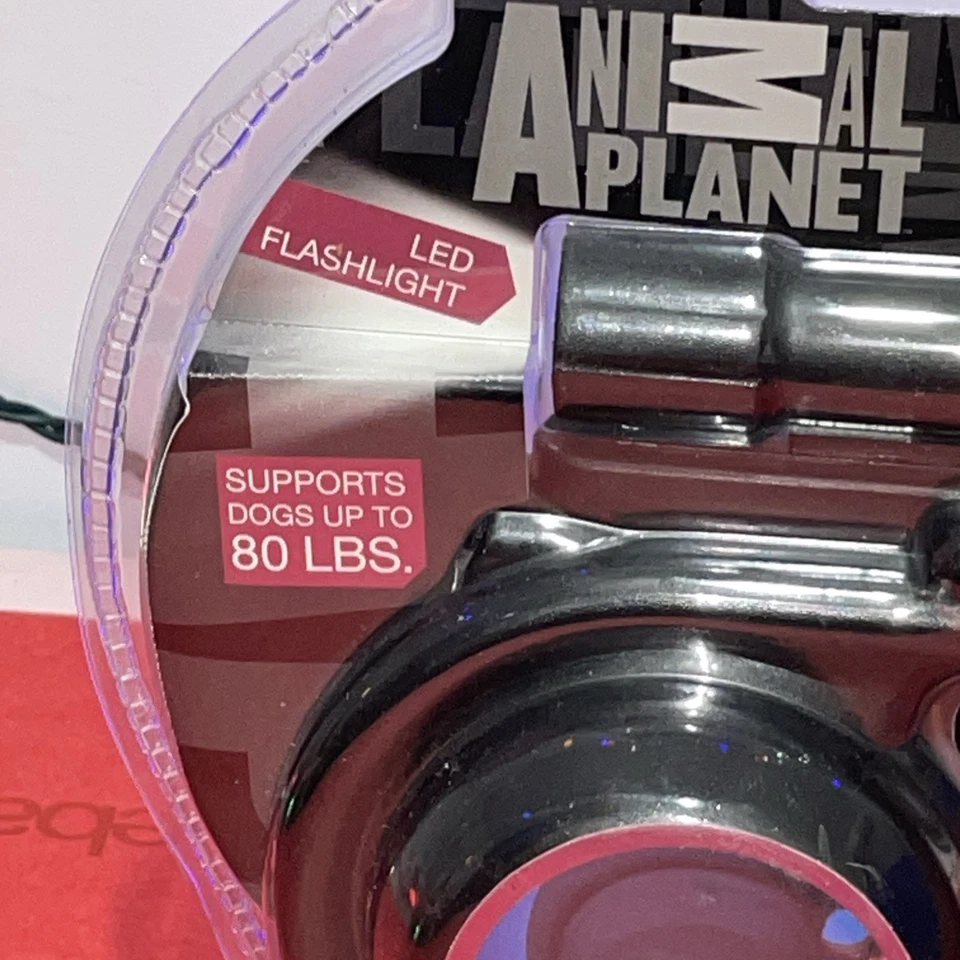 ANIMAL
PLANET
LED
FLASHLIGHT
SUPPORTS
DOGS UP TO
80 LBS.